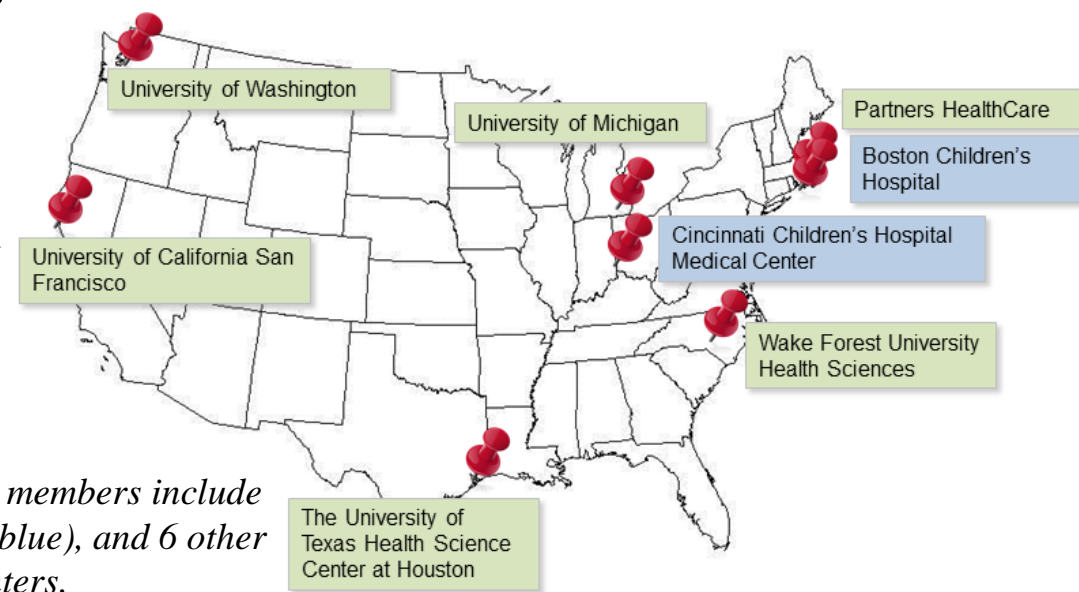 University of Washington
University of Michigan
Partners HealthCare
Boston Children's
Hospital
Cincinnati Children's Hospital
Medical Center
University of California San
Francisco
Wake Forest University
Health Sciences
members include
blue), and 6 other
The University of
Texas Health Science
Center at Houston